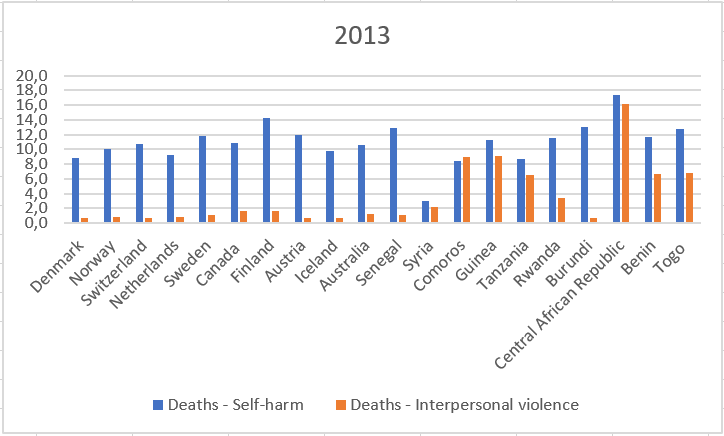 2013
20,0
18,0
16,0
14,0
12,0
10,0
8,0
6,0
4,0
2,0
0,0
Denmark
Norway
Switzerland
Netherlands
Sweden
Canada
Finland
Austria
Iceland
Australia
Senegal
Syria
Comoros
Guinea
Tanzania
Rwanda
Burundi
Central African Republic
Benin
Togo
Deaths - Self-harm
Deaths - Interpersonal violence